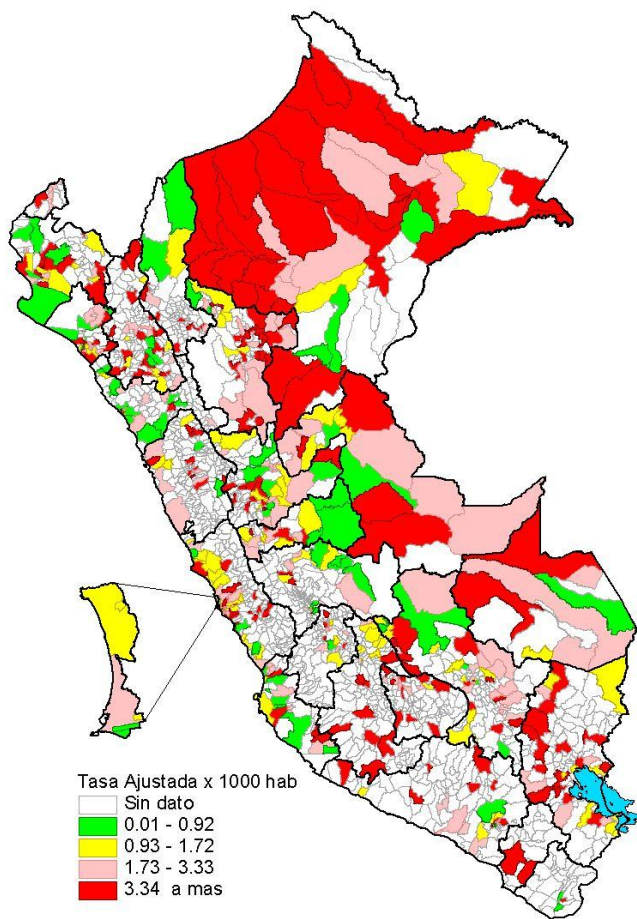 Tasa Ajustada x 1000 hab
Sin dato
0.01 - 0.92
0.93 - 1.72
1.73 - 3.33
3.34 a mas